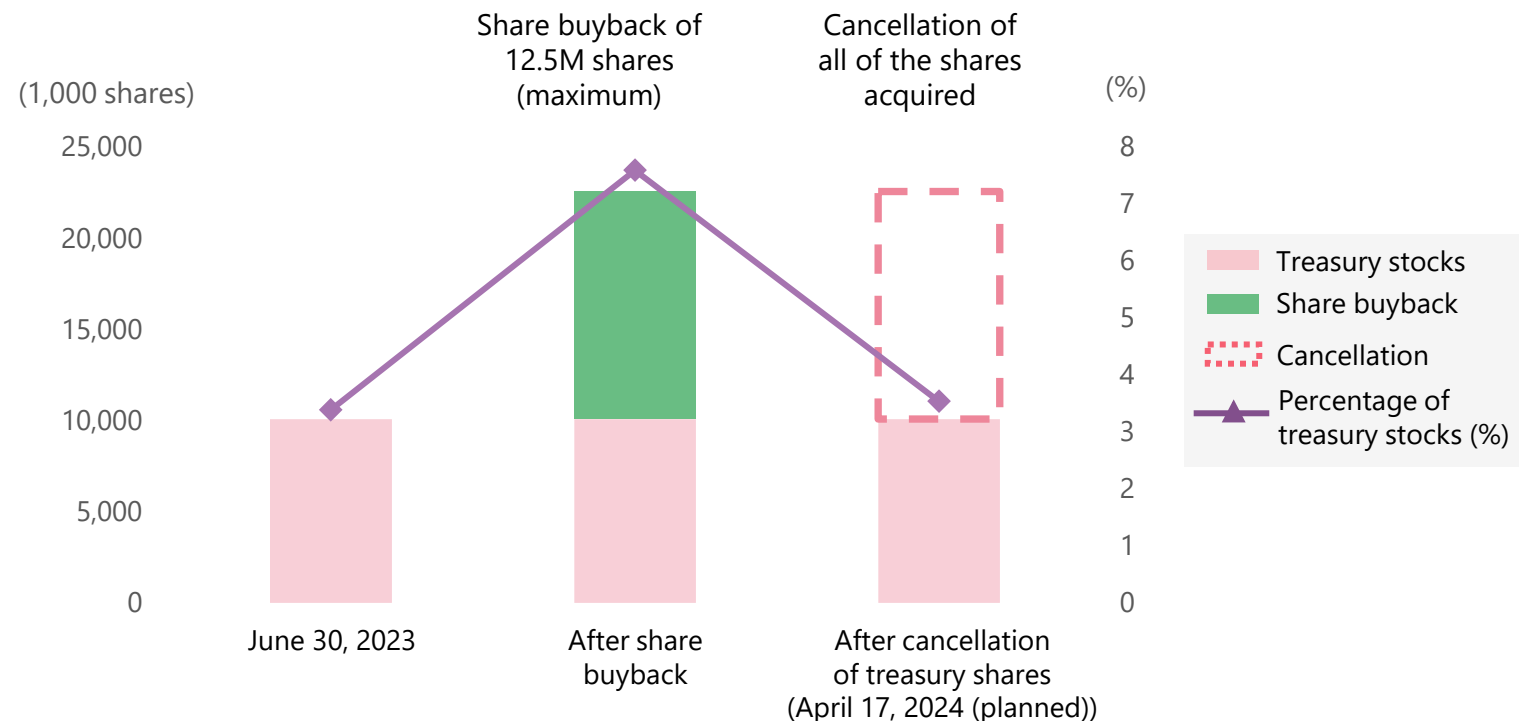 Share buyback of
12.5M shares
(maximum)
Cancellation of
all of the shares
acquired
(1,000 shares)
25,000
20,000
15,000
10,000
5,000
0
(%)
8
7
6
5
4
3
2
1
0
June 30, 2023
After share
buyback
After cancellation
of treasury shares
(April 17, 2024 (planned))
Treasury stocks
Share buyback
Cancellation
Percentage of
treasury stocks (%)